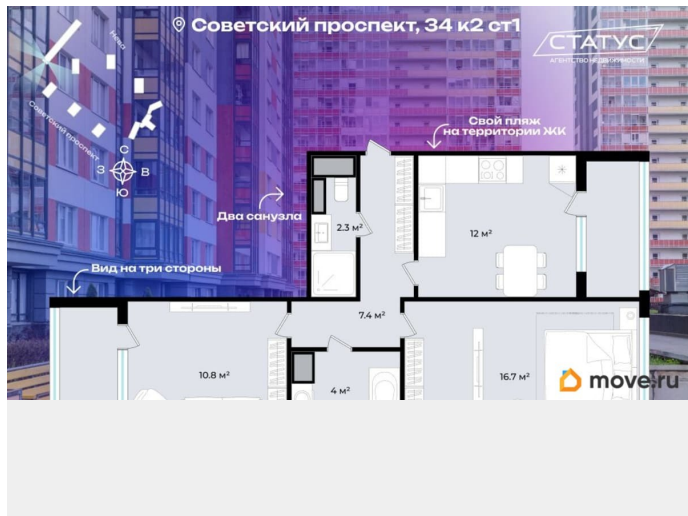 Советский проспект, 34 к2 ст1
СТАТУС
АГЕНТСТВО НЕДВИЖИМОСТИ
Нева
Советский проспект
С
З
В
Ю
Свой пляж
на территории ЖК
Два санузла
2.3 м²
12 м²
Вид на три стороны
7.4 м²
10.8 м²
16.7 м²
4 м²
move.ru